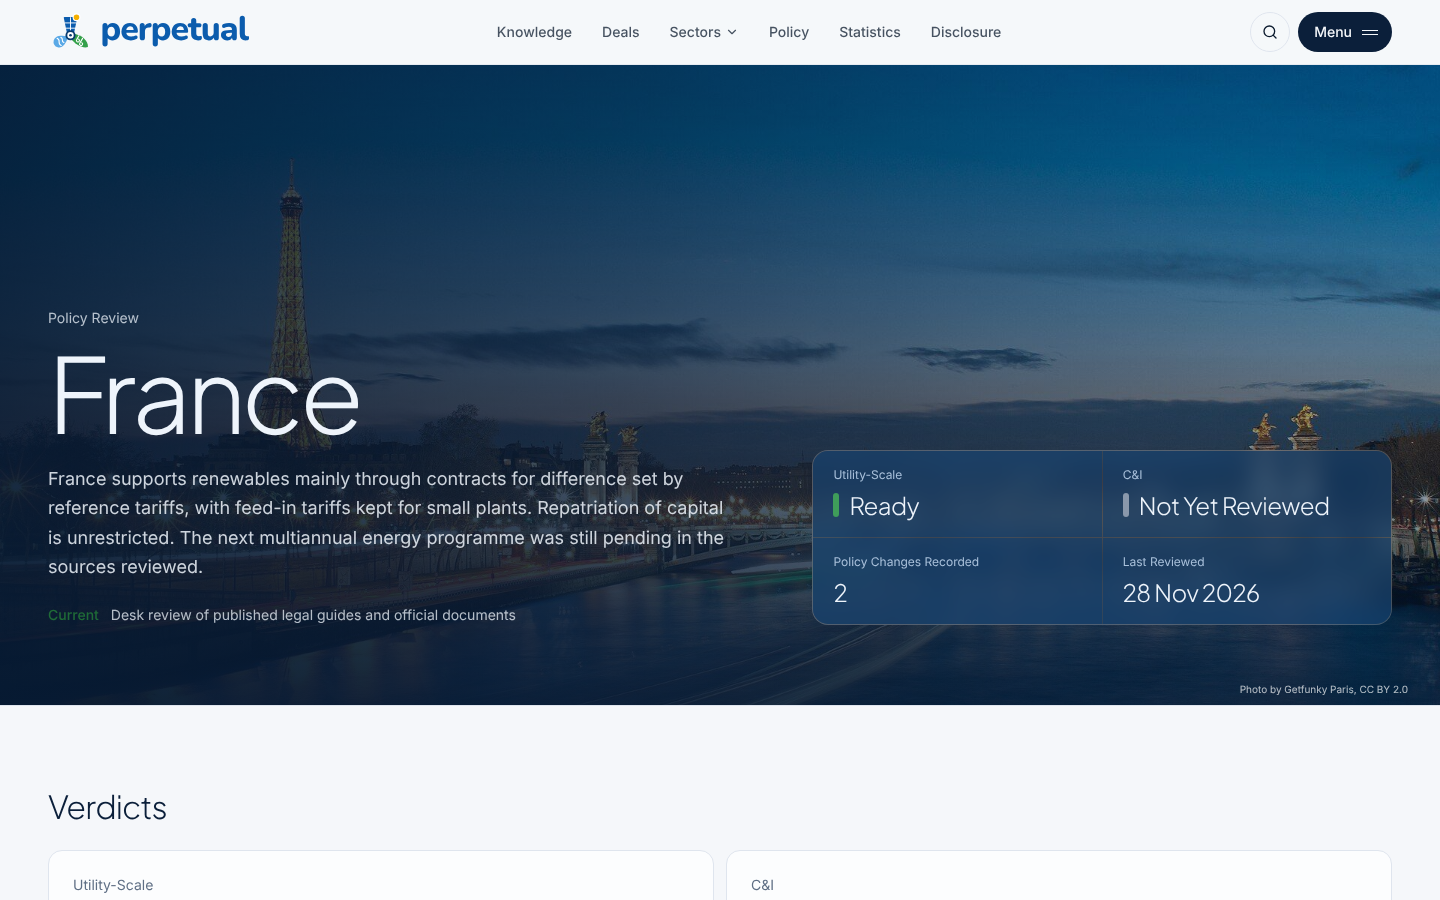 perpetual
Knowledge
Deals
Sectors
Policy
Statistics
Disclosure
Menu
Policy Review
France
France supports renewables mainly through contracts for difference set by
reference tariffs, with feed-in tariffs kept for small plants. Repatriation of capital
is unrestricted. The next multiannual energy programme was still pending in the
sources reviewed.
Current Desk review of published legal guides and official documents
Utility-Scale
Ready
C&I
Not Yet Reviewed
Policy Changes Recorded
2
Last Reviewed
28 Nov 2026
Photo by Getfunky Paris, CC BY 2.0
Verdicts
Utility-Scale
C&I